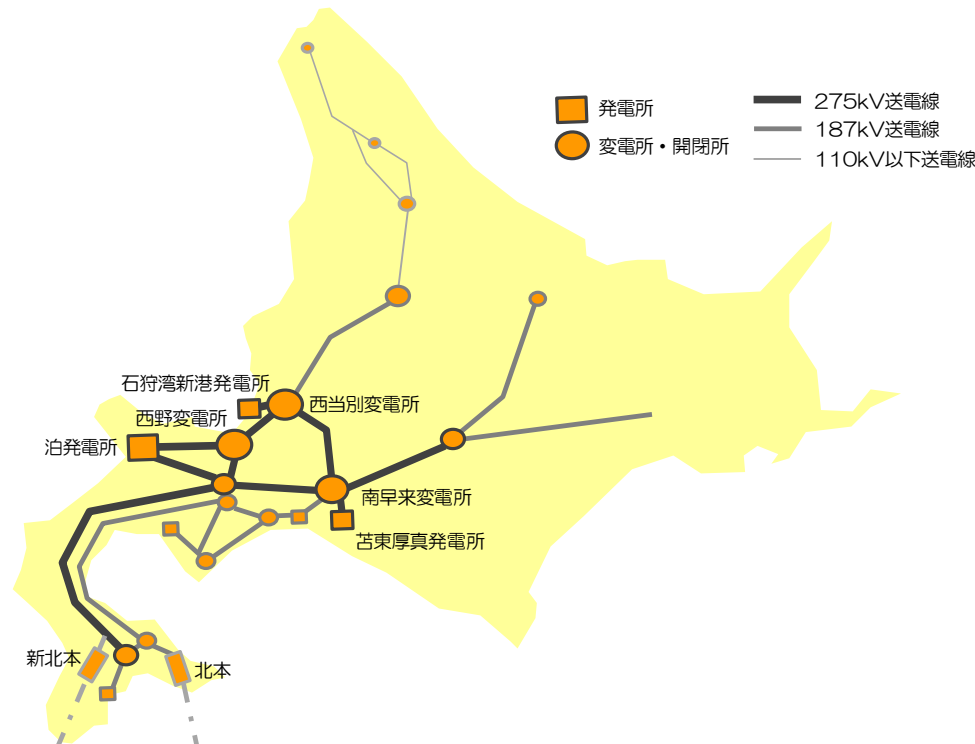 発電所
変電所・開閉所
275kV送電線
187kV送電線
110kV以下送電線
石狩湾新港発電所
西野変電所
西当別変電所
泊発電所
南早来変電所
苫東厚真発電所
新北本
北本